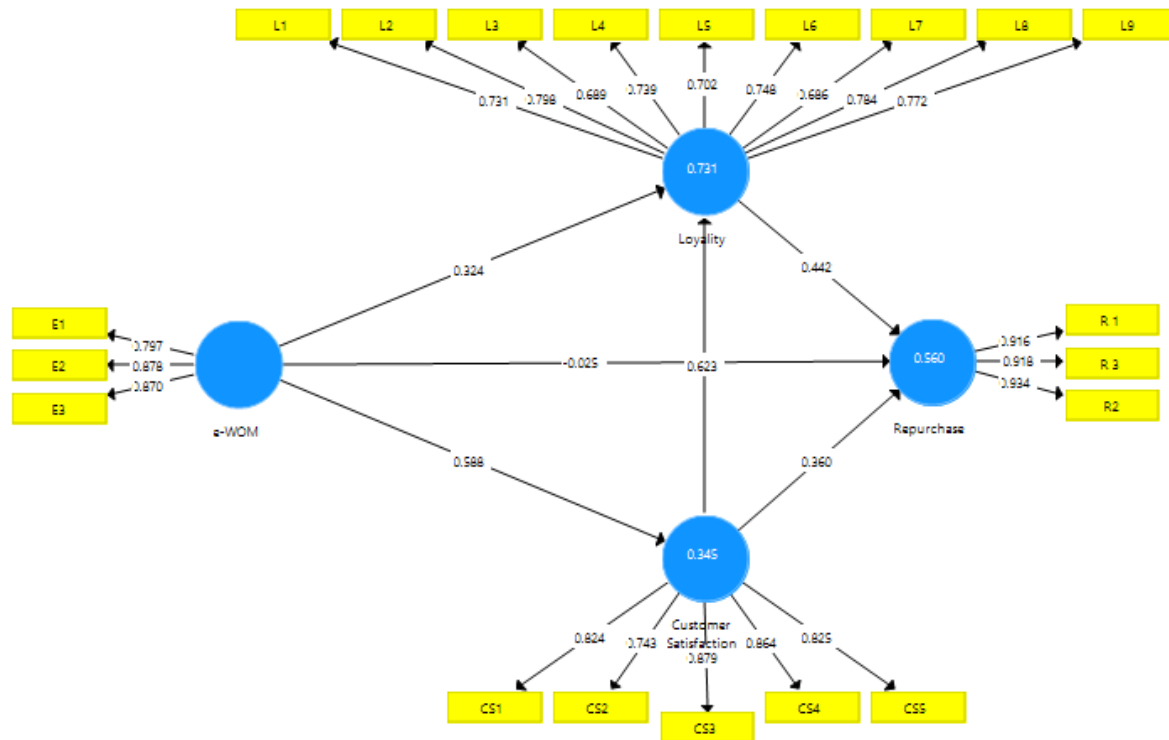 L1 L2 L3 L4 L5 L6 L7 L8 L9
0.731 0.798 0.689 0.739 0.702 0.748 0.686 0.784 0.772
0.731
Loyality
0.324
0.442
E1
E2
E3
0.797
0.878
0.870
e-WOM
-0.025
0.623
0.560
Repurchase
0.916
0.918
0.934
R 1
R 3
R2
0.588
0.360
0.345
Customer
Satisfaction
0.824 0.743 0.879 0.864 0.825
CS1 CS2 CS3 CS4 CS5